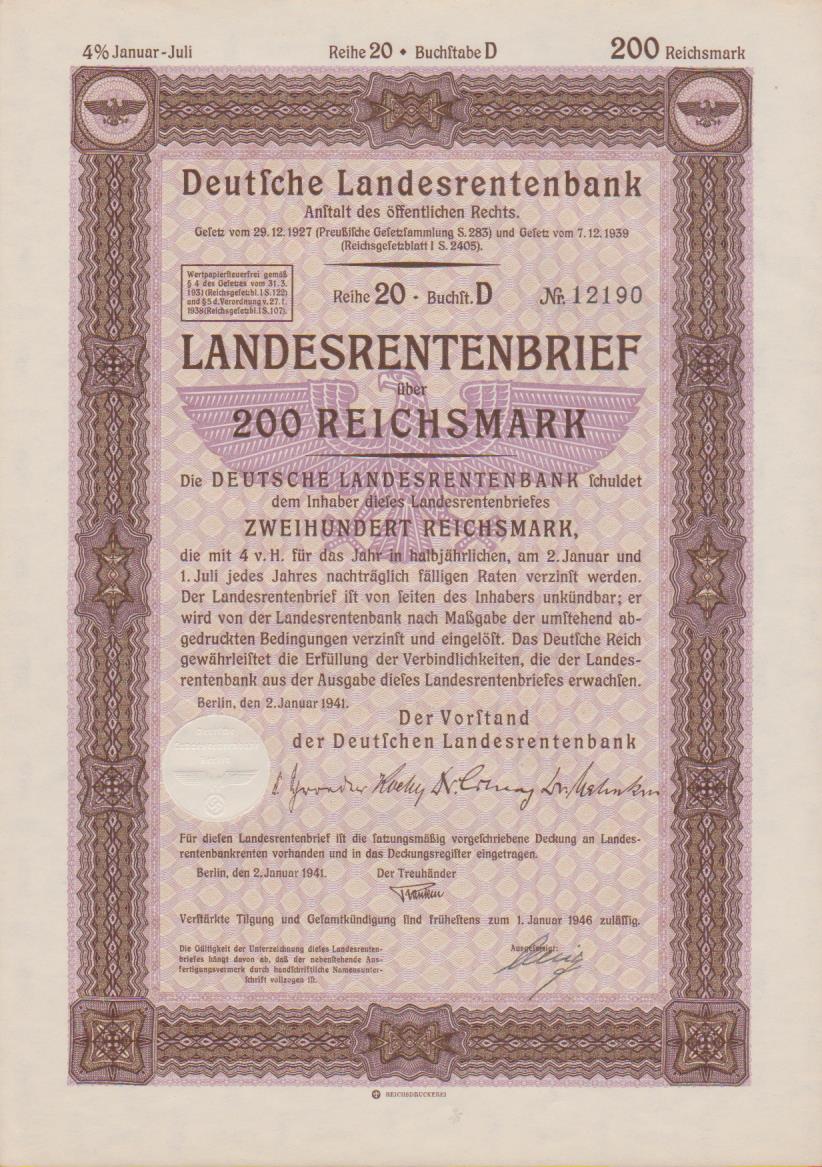 4% Januar-Juli
Reihe 20 • Buchſtabe D
200 Reichsmark
Deutſche Landesrentenbank
Anſtalt des öffentlichen Rechts.
Geſetz vom 29. 12. 1927 (Preußiſche Geſetzſammlung S. 283) und Geſetz vom 7. 12. 1939
(Reichsgeſetzblatt I S. 2405).
Wertpapierſteuerfrei gemäß
§ 4 des Geſetzes vom 31. 3.
1931 (Reichsgeſetzbl. I S. 122)
und § 5 d. Verordnung v. 27. 1.
1938 (Reichsgeſetzbl. I S. 107).
Reihe 20 • Buchſt. D
Nr. 12190
LANDESRENTENBRIEF
über
200 REICHSMARK
Die DEUTSCHE LANDESRENTENBANK ſchuldet
dem Inhaber dieſes Landesrentenbriefes
ZWEIHUNDERT REICHSMARK,
die mit 4 v. H. für das Jahr in halbjährlichen, am 2. Januar und
1. Juli jedes Jahres nachträglich fälligen Raten verzinſt werden.
Der Landesrentenbrief iſt von ſeiten des Inhabers unkündbar; er
wird von der Landesrentenbank nach Maßgabe der umſtehend ab-
gedruckten Bedingungen verzinſt und eingelöſt. Das Deutſche Reich
gewährleiſtet die Erfüllung der Verbindlichkeiten, die der Landes-
rentenbank aus der Ausgabe dieſes Landesrentenbriefes erwachſen.
Berlin, den 2. Januar 1941.
Der Vorſtand
der Deutſchen Landesrentenbank
Deutſche
Landesrentenbank
Berlin
Für dieſen Landesrentenbrief iſt die ſatzungsmäßig vorgeſchriebene Deckung an Landes-
rentenbankrenten vorhanden und in das Deckungsregiſter eingetragen.
Berlin, den 2. Januar 1941.
Der Treuhänder
Verſtärkte Tilgung und Geſamtkündigung ſind früheſtens zum 1. Januar 1946 zuläſſig.
Die Gültigkeit der Unterzeichnung dieſes Landesrenten-
briefes hängt davon ab, daß der nebenſtehende Aus-
fertigungsvermerk durch handſchriftliche Namensunter-
ſchrift vollzogen iſt.
Ausgefertigt:
REICHSDRUCKEREI